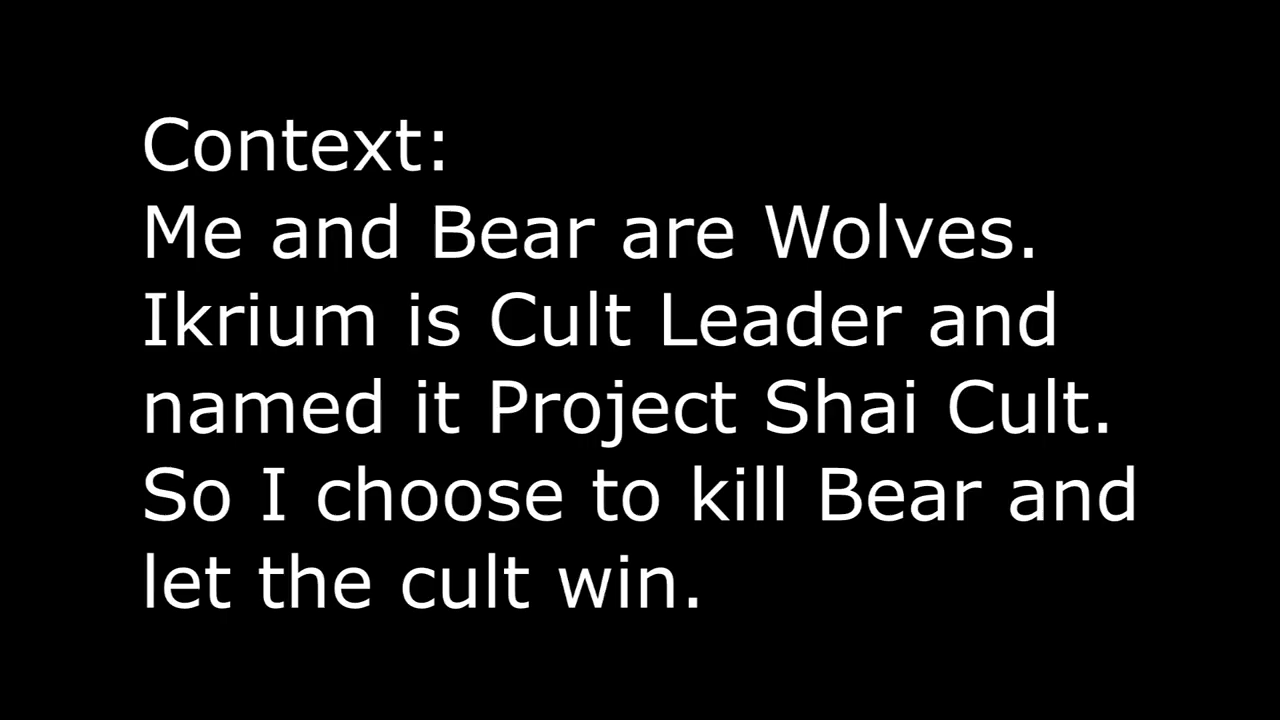 Context:
Me and Bear are Wolves.
Ikrium is Cult Leader and
named it Project Shai Cult.
So I choose to kill Bear and
let the cult win.